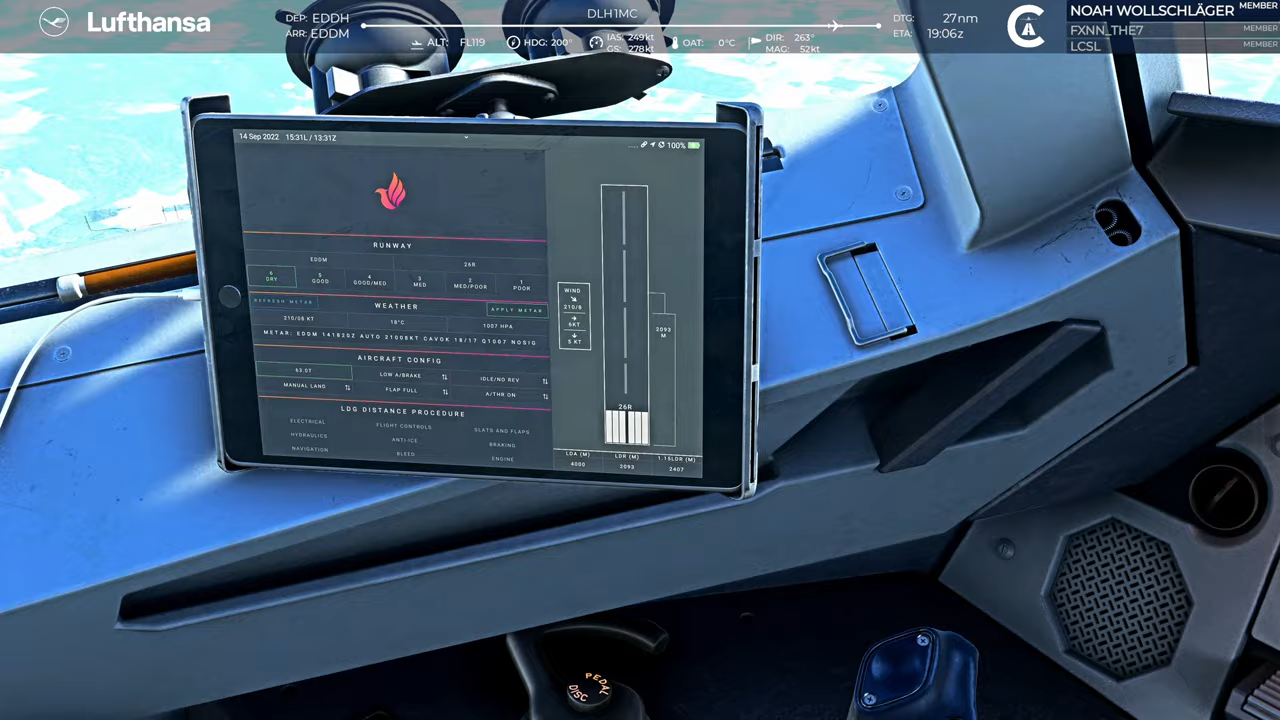 Lufthansa
DEP: EDDH
ARR: EDDM
DLH1MC
ALT: FL119
HDG: 200°
IAS: 249kt
GS: 278kt
OAT: 0°C
DIR: 263°
MAG: 52kt
DTG: 27nm
ETA: 19:06z
NOAH WOLLSCHLÄGER MEMBER
FXNN_THE7 MEMBER
LCSL MEMBER
14 Sep 2022 15:31L / 13:31Z
100%
RUNWAY
EDDM 26R
6 DRY
5 GOOD
4 GOOD/MED
3 MED
2 MED/POOR
1 POOR
REFRESH METAR
WEATHER
APPLY METAR
210/08 KT
18°C
1007 HPA
METAR: EDDM 141830Z AUTO 21008KT CAVOK 18/17 Q1007 NOSIG
AIRCRAFT CONFIG
63.0T
LOW A/BRAKE
IDLE/NO REV
MANUAL LAND
FLAP FULL
A/THR ON
LDG DISTANCE PROCEDURE
ELECTRICAL
FLIGHT CONTROLS
SLATS AND FLAPS
HYDRAULICS
ANTI-ICE
BRAKING
NAVIGATION
BLEED
ENGINE
WIND
210/8
6KT
5 KT
2093
M
26R
LDA (M)
4000
LDR (M)
2093
1.15LDR (M)
2407
PEDAL
DISC